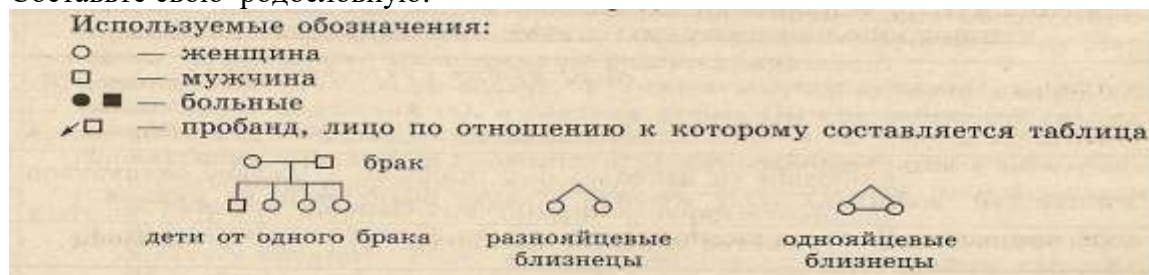 Составьте свою родословную.
Используемые обозначения:
— женщина
— мужчина
— больные
— пробанд, лицо по отношению к которому составляется таблица
брак
дети от одного брака разнояйцевые близнецы однояйцевые близнецы